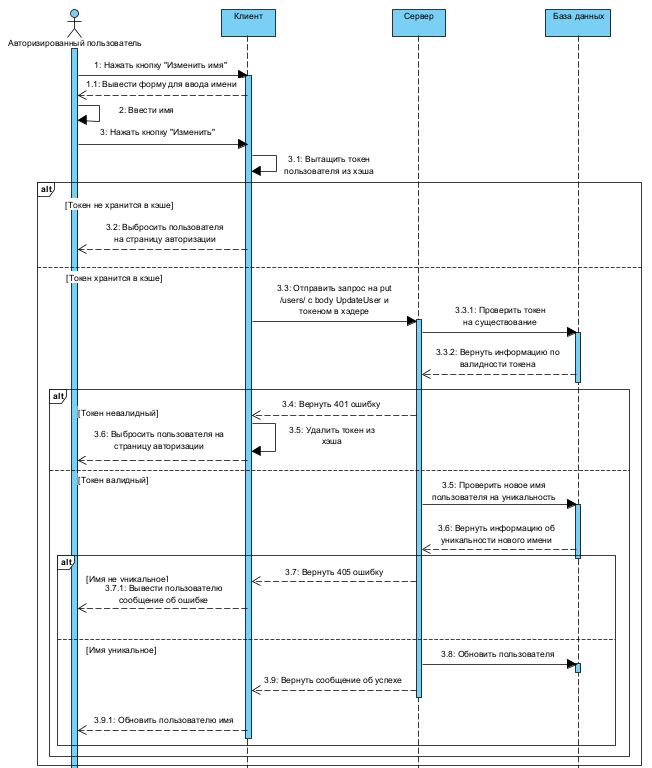 Авторизированный пользователь
Клиент
Сервер
База данных
1: Нажать кнопку "Изменить имя"
1.1: Вывести форму для ввода имени
2: Ввести имя
3: Нажать кнопку "Изменить"
3.1: Вытащить токен
пользователя из хэша
alt
[Токен не хранится в кэше]
3.2: Выбросить пользователя
на страницу авторизации
[Токен хранится в кэше]
3.3: Отправить запрос на put
/users/ с body UpdateUser и
токеном в хэдере
3.3.1: Проверить токен
на существование
3.3.2: Вернуть информацию по
валидности токена
alt
3.4: Вернуть 401 ошибку
[Токен невалидный]
3.5: Удалить токен из
хэша
3.6: Выбросить пользователя на
страницу авторизации
[Токен валидный]
3.5: Проверить новое имя
пользователя на уникальность
3.6: Вернуть информацию об
уникальности нового имени
alt
3.7: Вернуть 405 ошибку
[Имя не уникальное]
3.7.1: Вывести пользователю
сообщение об ошибке
[Имя уникальное]
3.8: Обновить пользователя
3.9: Вернуть сообщение об успехе
3.9.1: Обновить пользователю имя